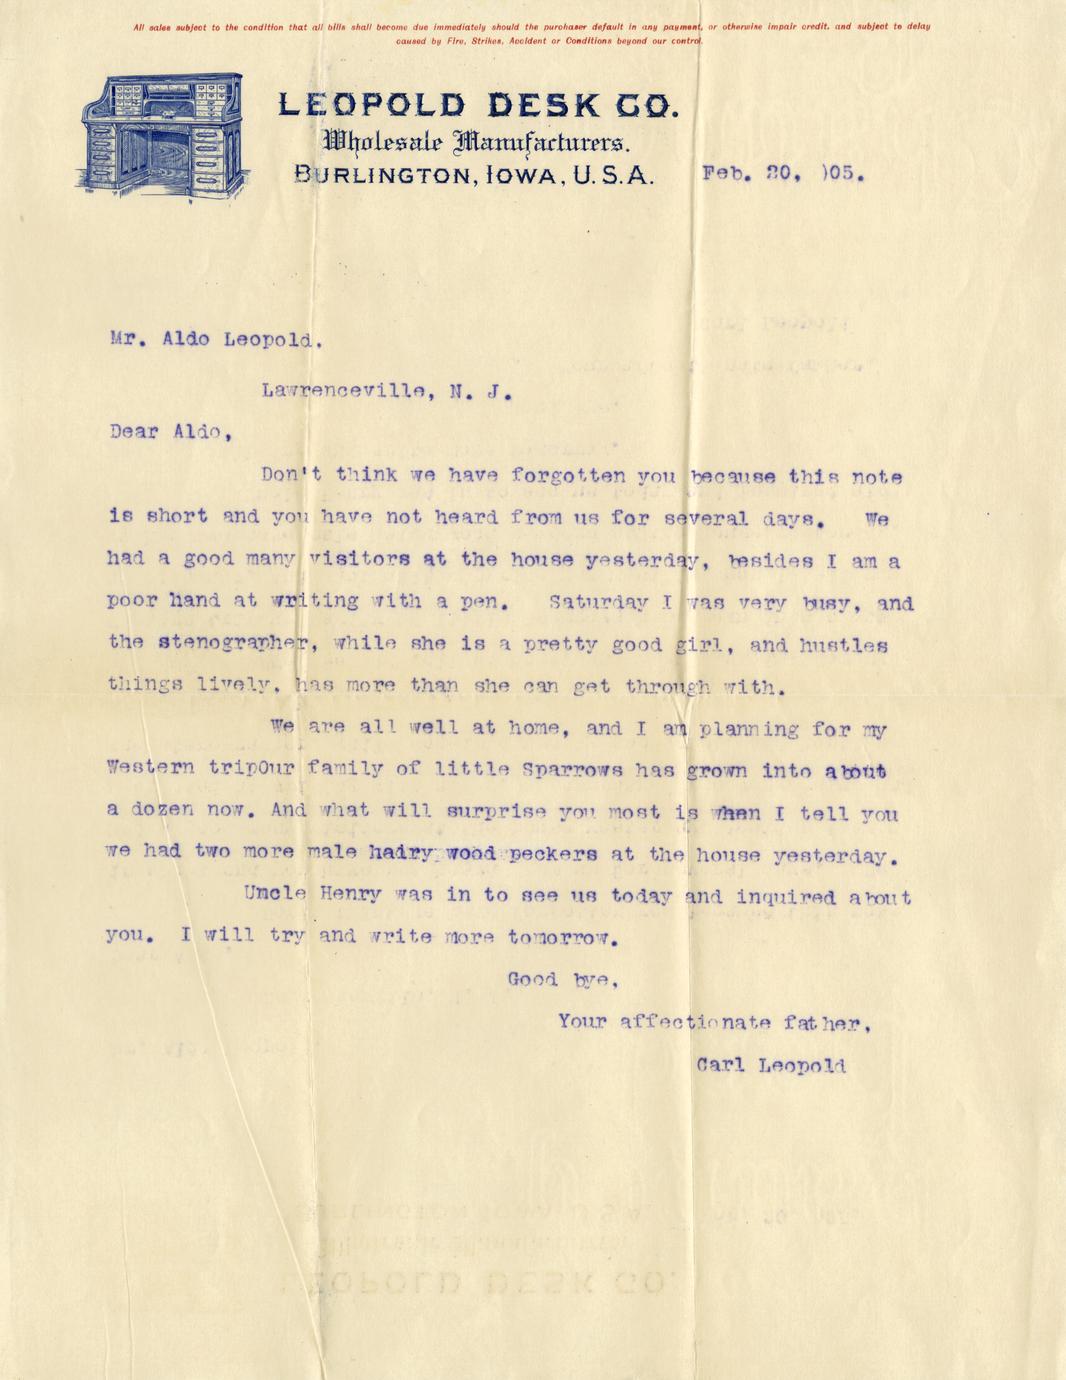 All sales subject to the condition that all bills shall become due immediately should the purchaser default in any payment, or otherwise impair credit. and subject to delay
caused by Fire, Strikes, Accident or Conditions beyond our control.
LEOPOLD DESK CO.
Wholesale Manufacturers.
BURLINGTON, IOWA, U.S.A. Feb. 20, )05.
Mr. Aldo Leopold.
Lawrenceville, N. J.
Dear Aldo,
Don't think we have forgotten you because this note
is short and you have not heard from us for several days. We
had a good many visitors at the house yesterday, besides I am a
poor hand at writing with a pen. Saturday I was very busy, and
the stenographer, while she is a pretty good girl, and hustles
things lively, has more than she can get through with.
We are all well at home, and I am planning for my
Western tripOur family of little Sparrows has grown into about
a dozen now. And what will surprise you most is when I tell you
we had two more male hairy wood peckers at the house yesterday.
Uncle Henry was in to see us today and inquired about
you. I will try and write more tomorrow.
Good bye,
Your affectionate father,
Carl Leopold